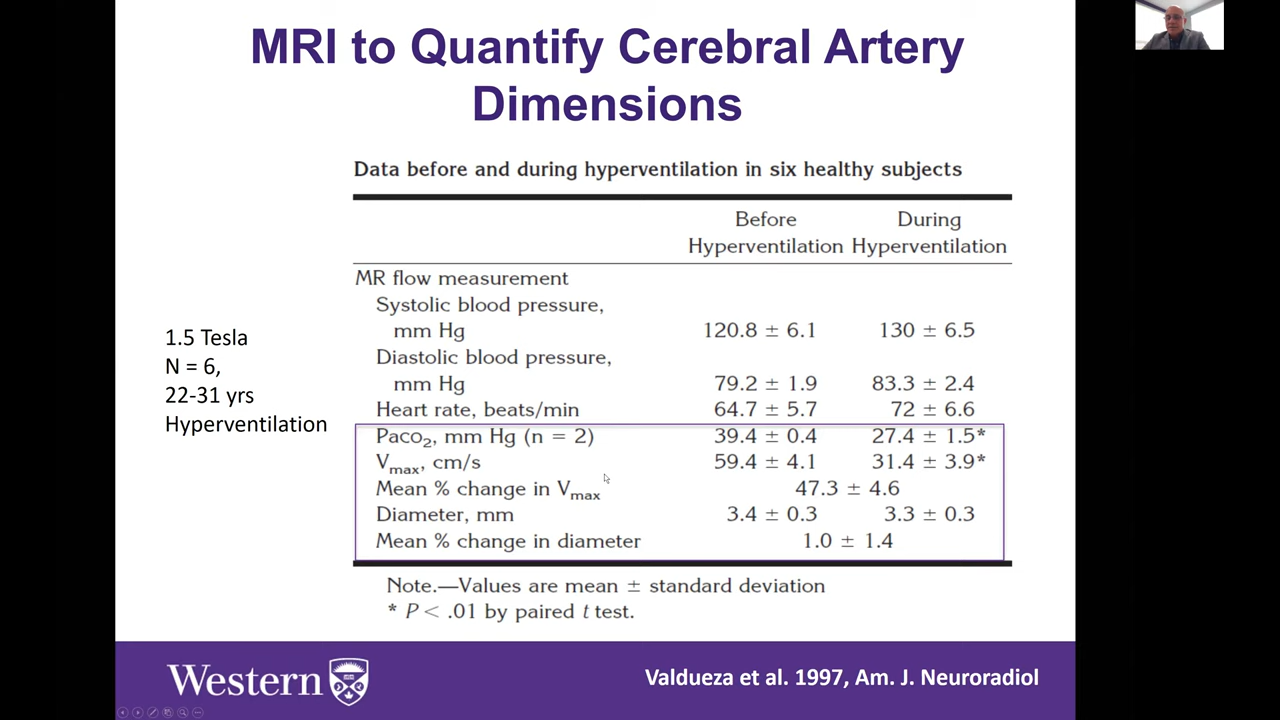 MRI to Quantify Cerebral Artery
Dimensions
Data before and during hyperventilation in six healthy subjects
Before During
Hyperventilation Hyperventilation
MR flow measurement
Systolic blood pressure,
mm Hg 120.8 ± 6.1 130 ± 6.5
Diastolic blood pressure,
mm Hg 79.2 ± 1.9 83.3 ± 2.4
Heart rate, beats/min 64.7 ± 5.7 72 ± 6.6
Paco₂, mm Hg (n = 2) 39.4 ± 0.4 27.4 ± 1.5*
Vmax, cm/s 59.4 ± 4.1 31.4 ± 3.9*
Mean % change in Vmax 47.3 ± 4.6
Diameter, mm 3.4 ± 0.3 3.3 ± 0.3
Mean % change in diameter 1.0 ± 1.4
Note.—Values are mean ± standard deviation
* P < .01 by paired t test.
1.5 Tesla
N = 6,
22-31 yrs
Hyperventilation
Western
Valdueza et al. 1997, Am. J. Neuroradiol